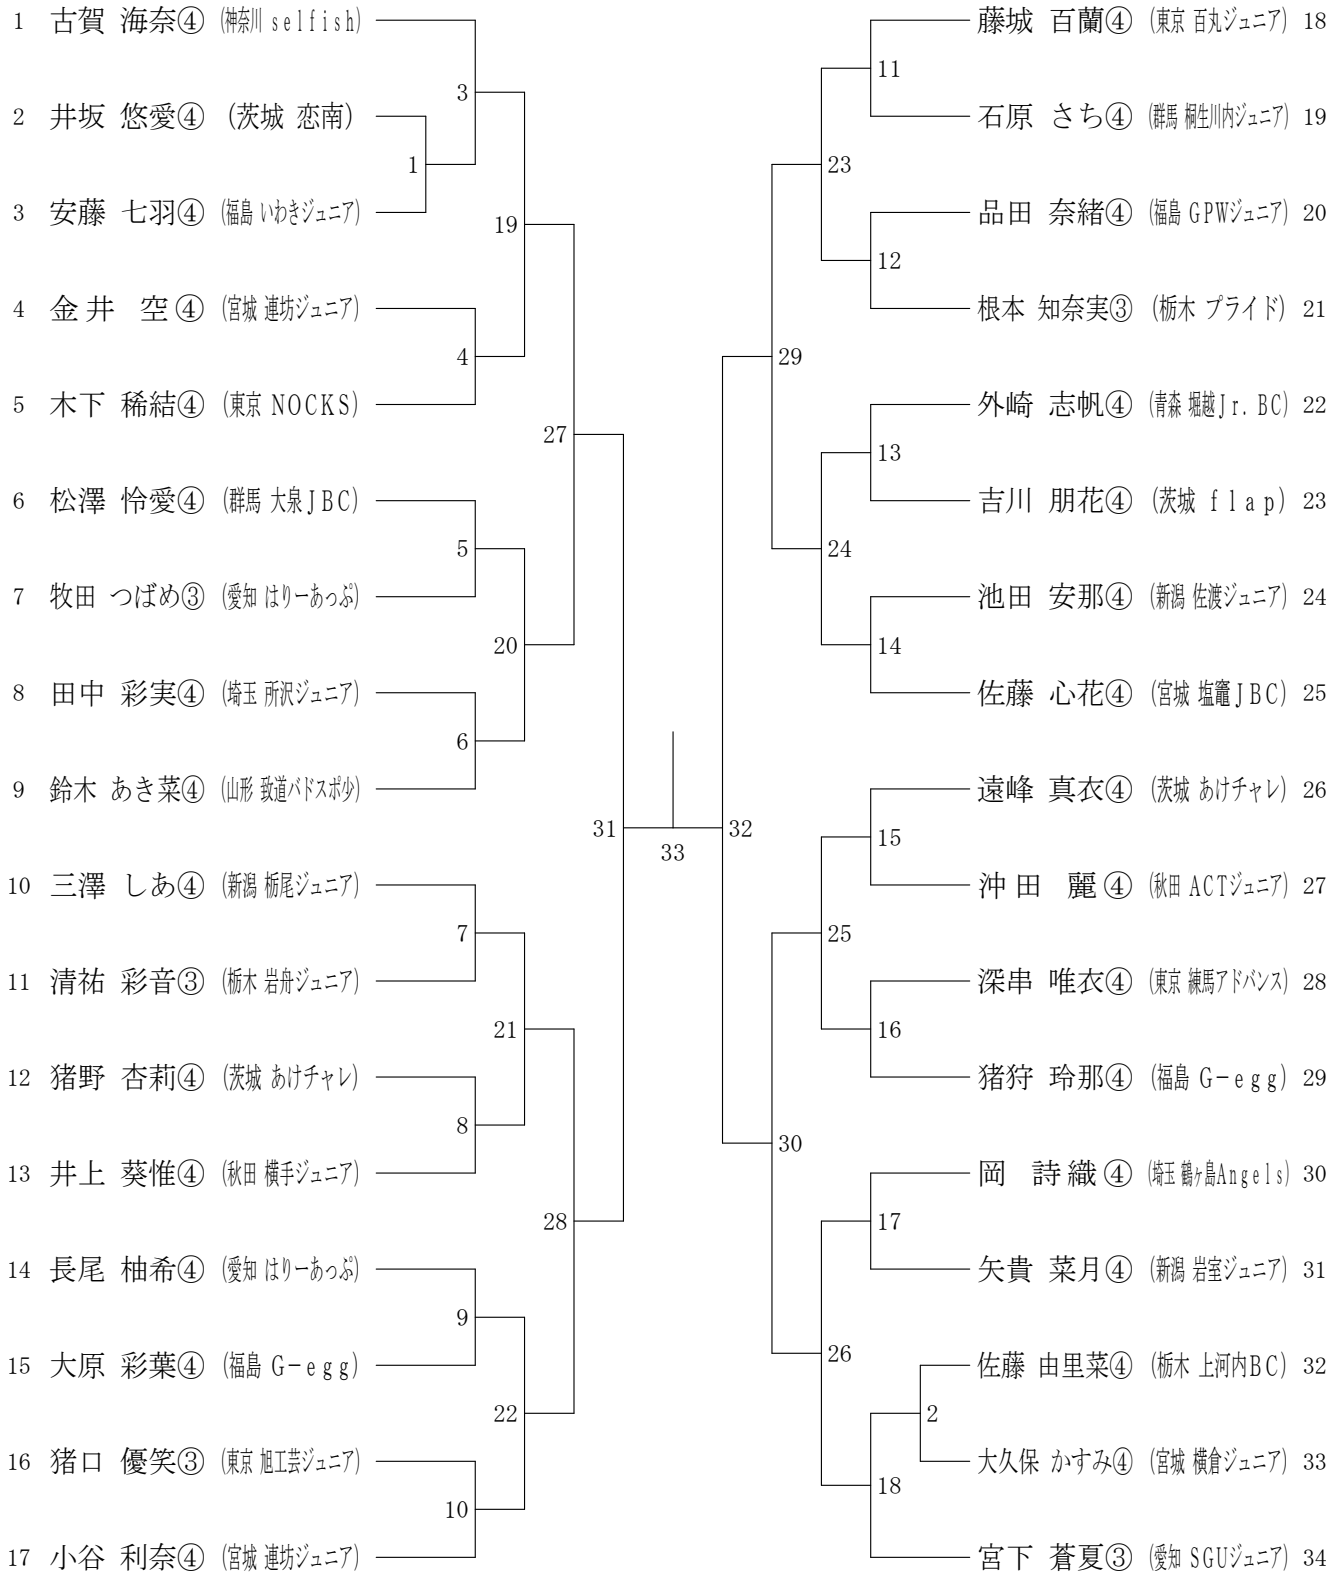 1 古賀 海奈④ (神奈川 selfish)
3
2 井坂 悠愛④ (茨城 恋南)
1
3 安藤 七羽④ (福島 いわきジュニア)
19
4 金井 空④ (宮城 連坊ジュニア)
4
5 木下 稀結④ (東京 NOCKS)
27
6 松澤 怜愛④ (群馬 大泉JBC)
5
7 牧田 つばめ③ (愛知 はりーあっぷ)
20
8 田中 彩実④ (埼玉 所沢ジュニア)
6
9 鈴木 あき菜④ (山形 致道バドスポ少)
31
33
10 三澤 しあ④ (新潟 栃尾ジュニア)
7
11 清祐 彩音③ (栃木 岩舟ジュニア)
21
12 猪野 杏莉④ (茨城 あけチャレ)
8
13 井上 葵惟④ (秋田 横手ジュニア)
28
14 長尾 柚希④ (愛知 はりーあっぷ)
9
15 大原 彩葉④ (福島 G-egg)
22
16 猪口 優笑③ (東京 旭工芸ジュニア)
10
17 小谷 利奈④ (宮城 連坊ジュニア)
藤城 百蘭④ (東京 百丸ジュニア) 18
11
石原 さち④ (群馬 桐生川内ジュニア) 19
23
品田 奈緒④ (福島 GPWジュニア) 20
12
根本 知奈実③ (栃木 プライド) 21
29
外崎 志帆④ (青森 堀越Jr.BC) 22
13
吉川 朋花④ (茨城 flap) 23
24
池田 安那④ (新潟 佐渡ジュニア) 24
14
佐藤 心花④ (宮城 塩竈JBC) 25
遠峰 真衣④ (茨城 あけチャレ) 26
32
15
沖田 麗④ (秋田 ACTジュニア) 27
25
深串 唯衣④ (東京 練馬アドバンス) 28
16
猪狩 玲那④ (福島 G-egg) 29
30
岡 詩織④ (埼玉 鶴ヶ島Angels) 30
17
矢貴 菜月④ (新潟 岩室ジュニア) 31
26
佐藤 由里菜④ (栃木 上河内BC) 32
2
大久保 かすみ④ (宮城 横倉ジュニア) 33
18
宮下 蒼夏③ (愛知 SGUジュニア) 34